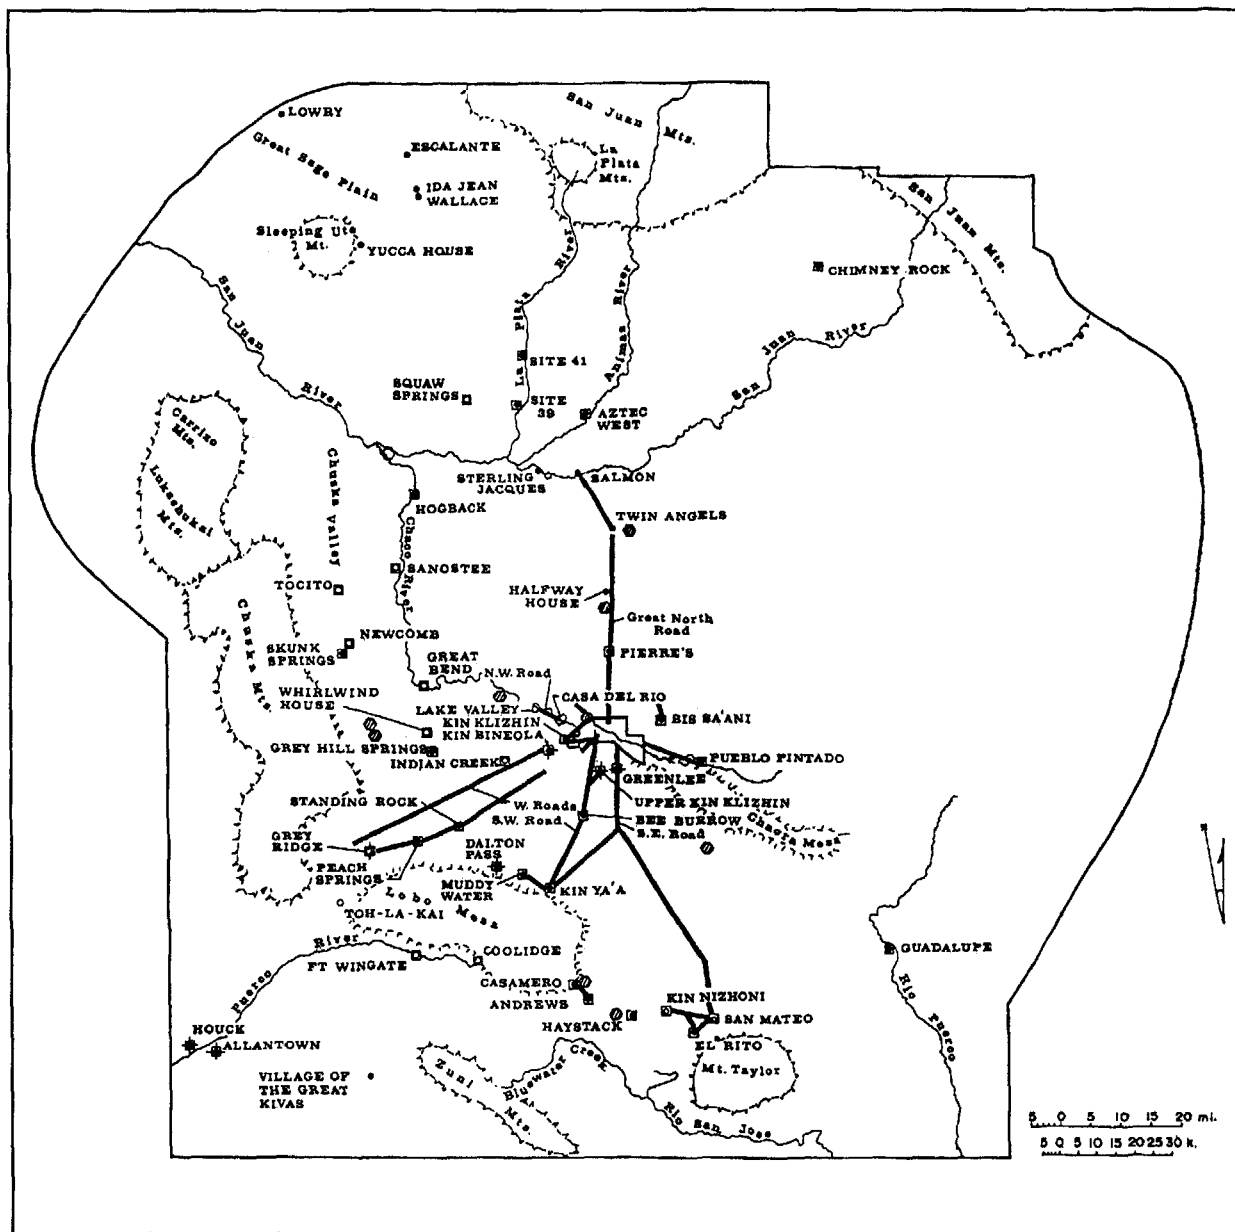 LOWRY
San Juan Mts.
Great Sage Plain
ESCALANTE
La
Plata
Mts.
IDA JEAN
WALLACE
San Juan Mts.
Sleeping Ute
Mt.
YUCCA HOUSE
CHIMNEY ROCK
San Juan River
La Plata River
Animas River
San Juan River
SITE 41
SQUAW
SPRINGS
SITE
39
AZTEC
WEST
Carrizo
Mts.
Lukachukai
Mts.
Chuska Valley
STERLING
JACQUES
SALMON
HOGBACK
TWIN ANGELS
Chaco River
SANOSTEE
TOCITO
HALFWAY
HOUSE
Great North
Road
Chuska Mts.
NEWCOMB
SKUNK
SPRINGS
PIERRE'S
GREAT
BEND
N.W. Road
WHIRLWIND
HOUSE
CASA DEL RIO
LAKE VALLEY
KIN KLIZHIN
KIN BINEOLA
BIS SA'ANI
GREY HILL SPRINGS
INDIAN CREEK
PUEBLO PINTADO
GREENLEE
STANDING ROCK
W. Roads
S.W. Road
UPPER KIN KLIZHIN
BEE BURROW
S.E. Road
Chacra Mesa
GREY
RIDGE
PEACH
SPRINGS
DALTON
PASS
MUDDY
WATER
KIN YA'A
Lobo Mesa
TOH-LA-KAI
FT WINGATE
COOLIDGE
Puerco River
GUADALUPE
CASAMERO
ANDREWS
KIN NIZHONI
SAN MATEO
HAYSTACK
EL RITO
Rio Puerco
HOUCK
ALLANTOWN
Mt. Taylor
VILLAGE OF
THE GREAT
KIVAS
Zuni Mts.
Bluewater Creek
Rio San Jose
5 0 5 10 15 20 mi.
5 0 5 10 15 20 25 30 k.